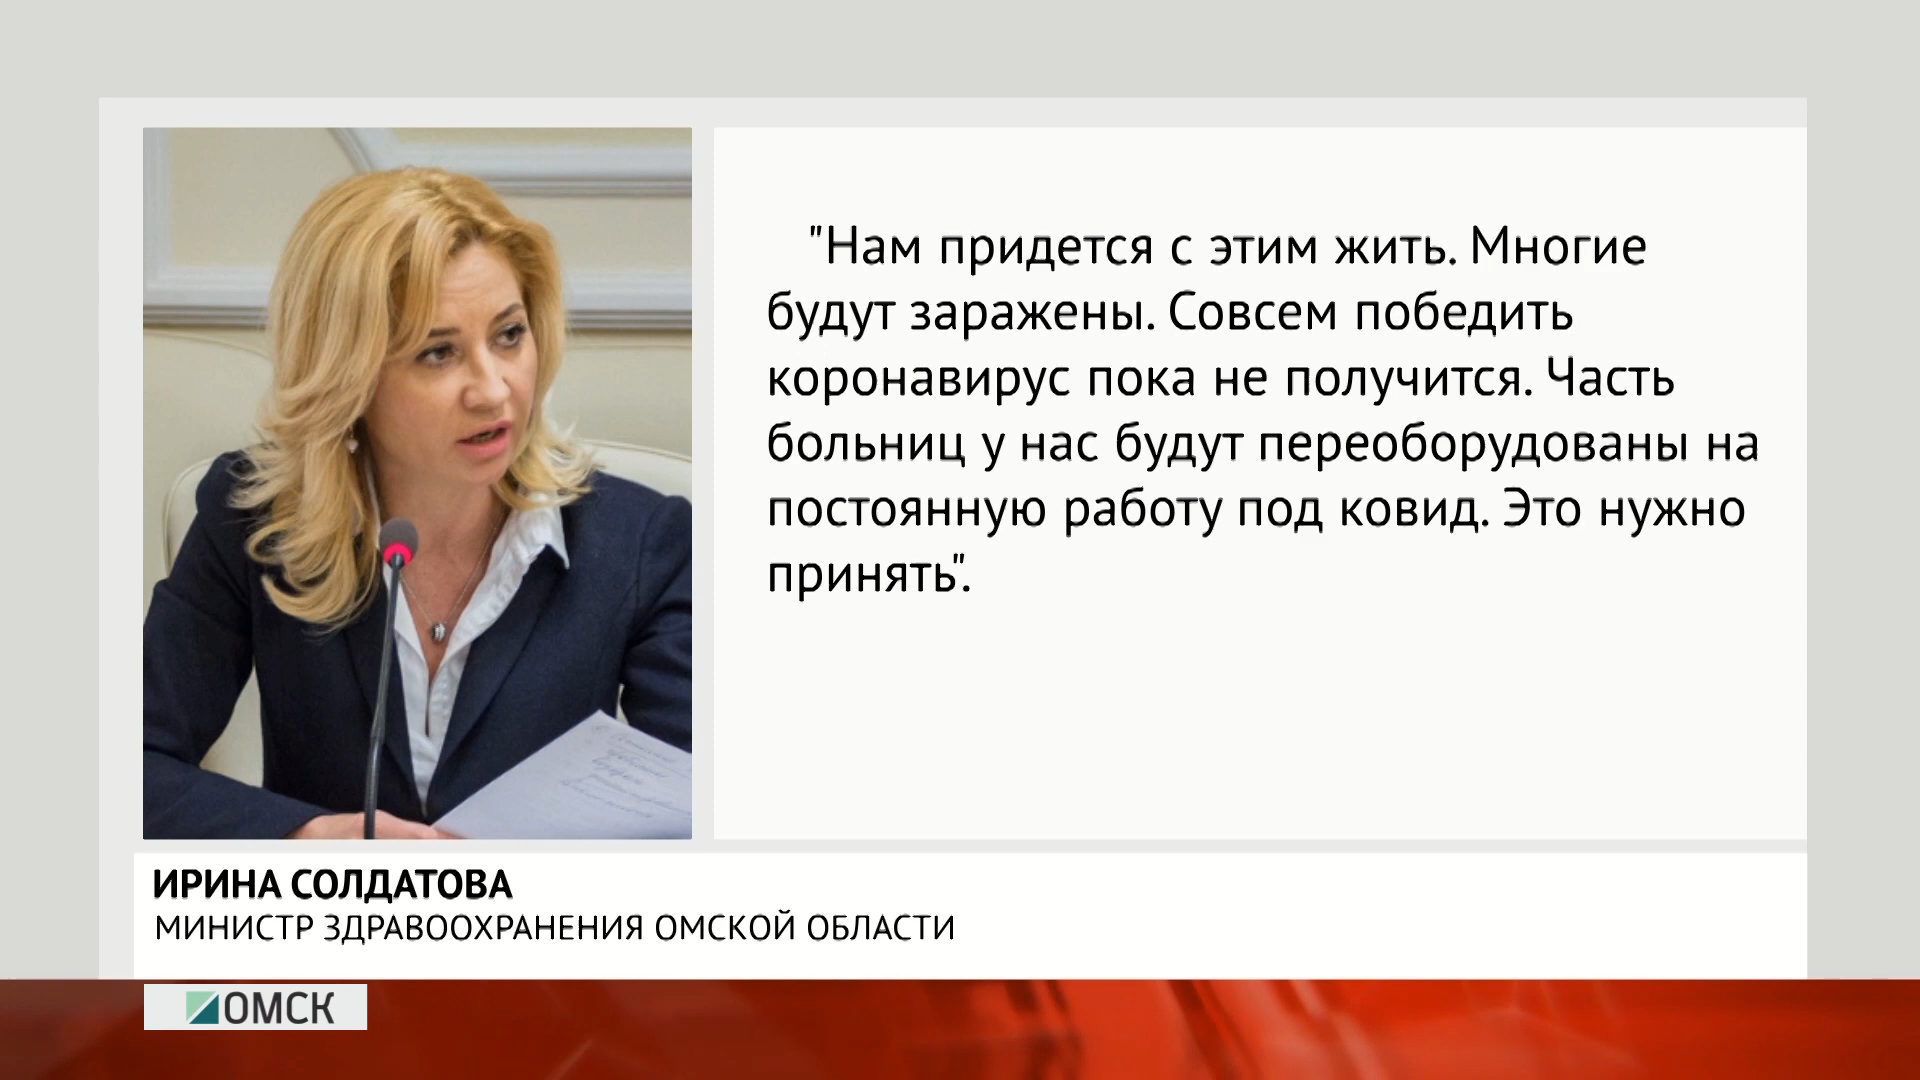 "Нам придется с этим жить. Многие
будут заражены. Совсем победить
коронавирус пока не получится. Часть
больниц у нас будут переоборудованы на
постоянную работу под ковид. Это нужно
принять".
ИРИНА СОЛДАТОВА
МИНИСТР ЗДРАВООХРАНЕНИЯ ОМСКОЙ ОБЛАСТИ
ОМСК